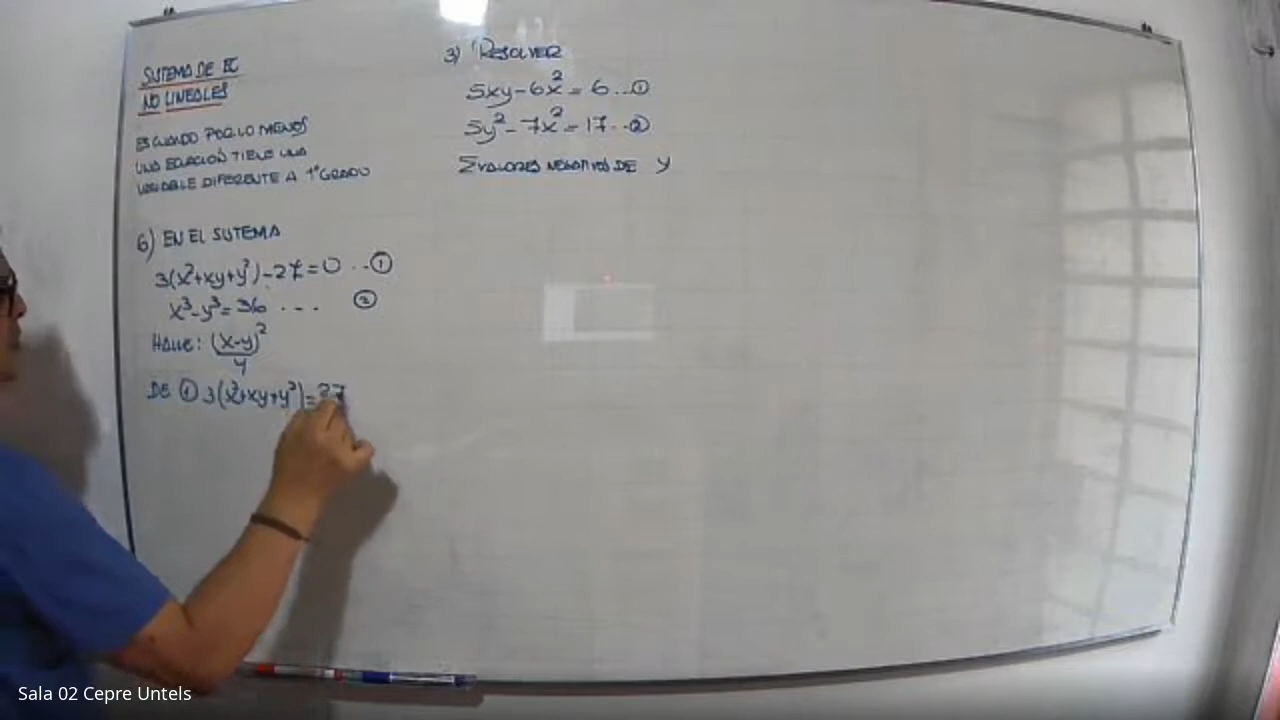 SISTEMA DE EC
NO LINEALES
ES CUANDO POR LO MENOS
UNA ECUACIÓN TIENE UNA
VARIABLE DIFERENTE A 1° GRADO
6) EN EL SISTEMA
3(x²+xy+y²)-27=0 ..①
x³-y³=36 .... ②
HALLE: (x-y)²
4
DE ① 3(x²+xy+y²)=27
3) RESOLVER
5xy-6x²=6...①
5y²-7x²=17...②
Σ VALORES NEGATIVOS DE y
Sala 02 Cepre Untels